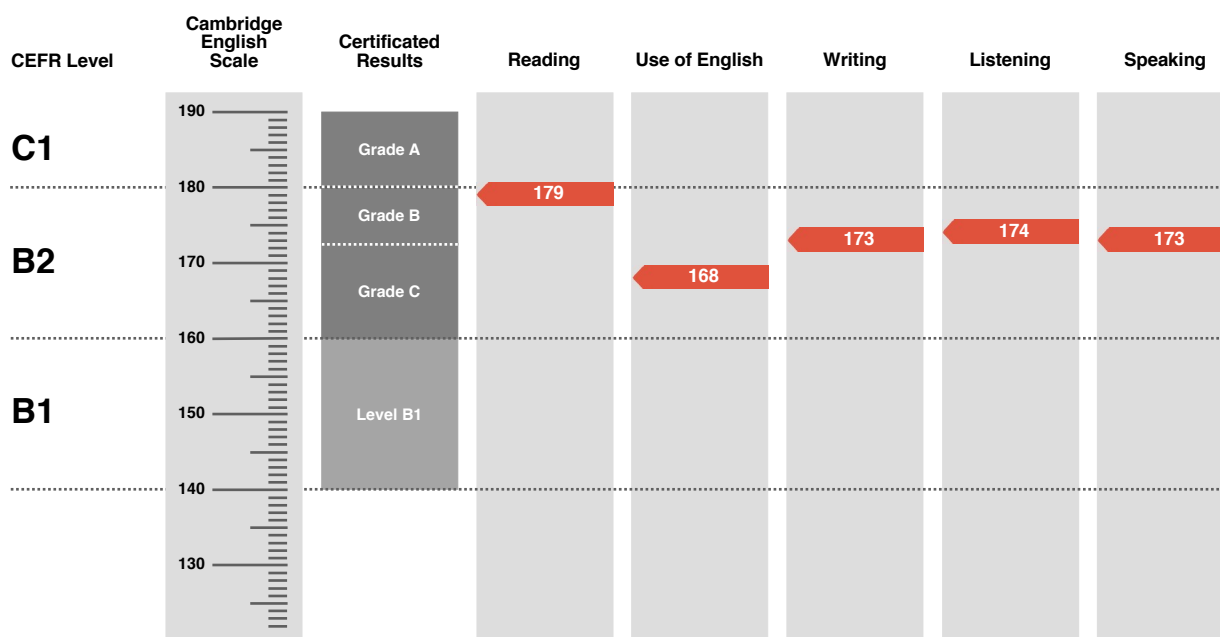 CEFR Level
Cambridge
English
Scale
Certificated
Results
Reading
Use of English
Writing
Listening
Speaking
C1
B2
B1
190
180
170
160
150
140
130
Grade A
Grade B
Grade C
Level B1
179
168
173
174
173